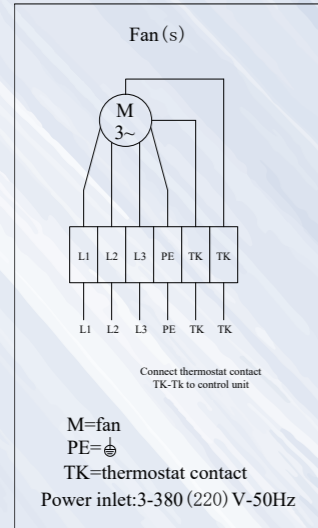 Fan(s)
M
3~
L1 L2 L3 PE TK TK
L1 L2 L3 PE TK TK
Connect thermostat contact
TK-Tk to control unit
M=fan
PE=⏚
TK=thermostat contact
Power inlet:3-380(220)V-50Hz